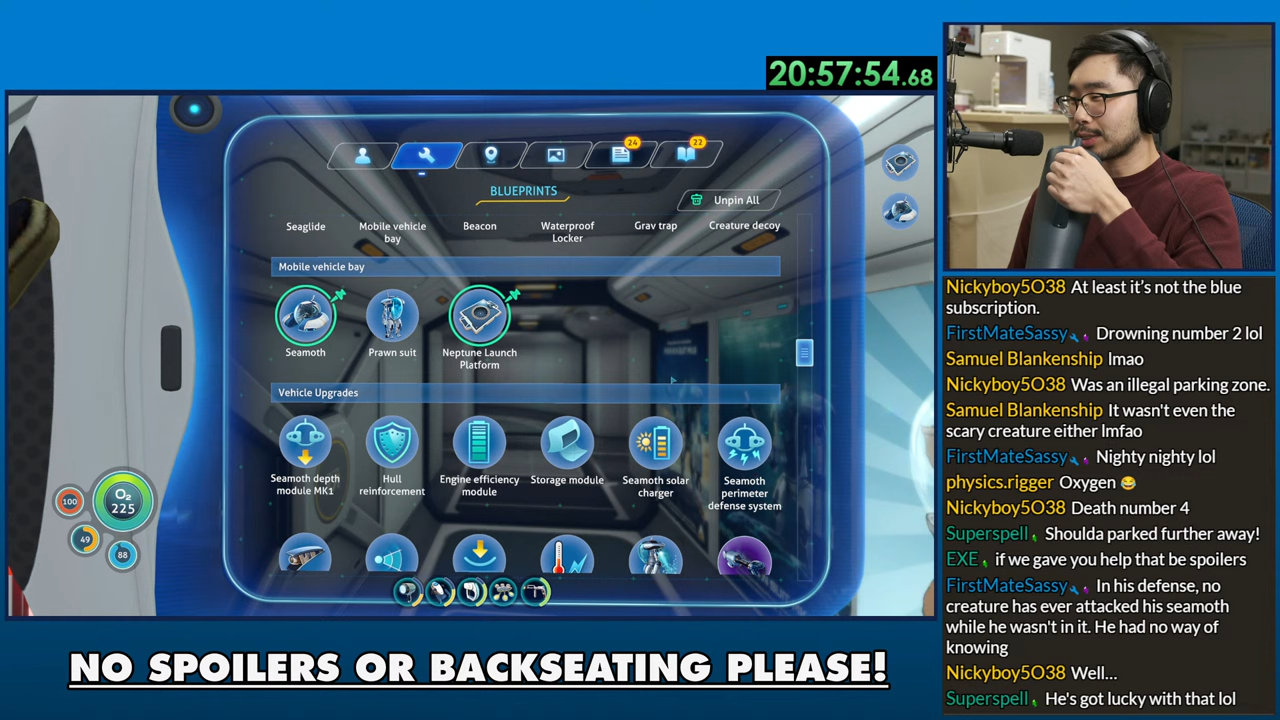 20:57:54.68
24
22
BLUEPRINTS
Unpin All
Seaglide
Mobile vehicle
bay
Beacon
Waterproof
Locker
Grav trap
Creature decoy
Mobile vehicle bay
Seamoth
Prawn suit
Neptune Launch
Platform
Vehicle Upgrades
Seamoth depth
module MK1
Hull
reinforcement
Engine efficiency
module
Storage module
Seamoth solar
charger
Seamoth
perimeter
defense system
100
O₂
225
49
88
NO SPOILERS OR BACKSEATING PLEASE!
Nickyboy5O38 At least it's not the blue
subscription.
FirstMateSassy Drowning number 2 lol
Samuel Blankenship lmao
Nickyboy5O38 Was an illegal parking zone.
Samuel Blankenship It wasn't even the
scary creature either lmfao
FirstMateSassy Nighty nighty lol
physics.rigger Oxygen 😂
Nickyboy5O38 Death number 4
Superspell Shoulda parked further away!
EXE if we gave you help that be spoilers
FirstMateSassy In his defense, no
creature has ever attacked his seamoth
while he wasn't in it. He had no way of
knowing
Nickyboy5O38 Well...
Superspell He's got lucky with that lol